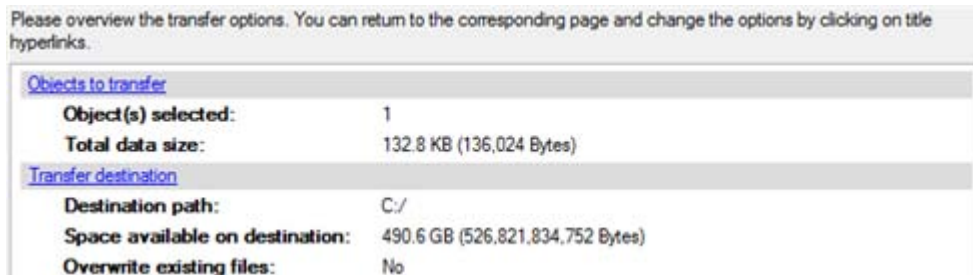 Please overview the transfer options. You can return to the corresponding page and change the options by clicking on title
hyperlinks.
Objects to transfer
Object(s) selected: 1
Total data size: 132.8 KB (136,024 Bytes)
Transfer destination
Destination path: C:/
Space available on destination: 490.6 GB (526,821,834,752 Bytes)
Overwrite existing files: No